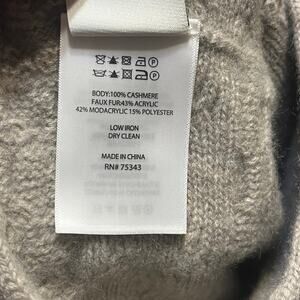 BODY:100% CASHMERE
FAUX FUR:43% ACRYLIC
42% MODACRYLIC 15% POLYESTER
LOW IRON
DRY CLEAN
MADE IN CHINA
RN# 75343